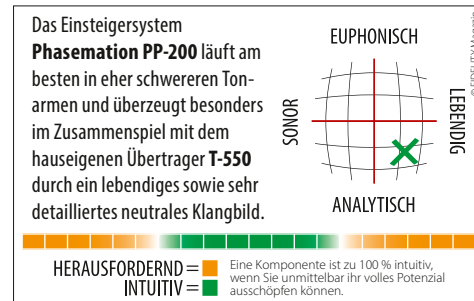 Das Einsteigersystem
Phasemation PP-200 läuft am
besten in eher schwereren Ton-
armen und überzeugt besonders
im Zusammenspiel mit dem
hauseigenen Übertrager T-550
durch ein lebendiges sowie sehr
detailliertes neutrales Klangbild.
EUPHONISCH
SONOR
LEBENDIG
ANALYTISCH
© FIDELITY Magazin
HERAUSFORDERND =
INTUITIV =
Eine Komponente ist zu 100 % intuitiv,
wenn Sie unmittelbar ihr volles Potenzial
ausschöpfen können.